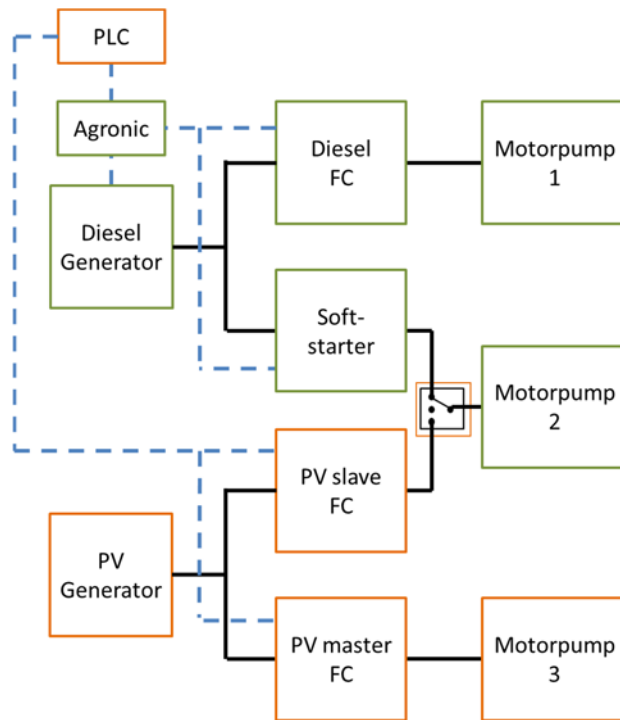 PLC
Agronic
Diesel
FC
Motorpump
1
Diesel
Generator
Soft-
starter
Motorpump
2
PV slave
FC
PV
Generator
PV master
FC
Motorpump
3